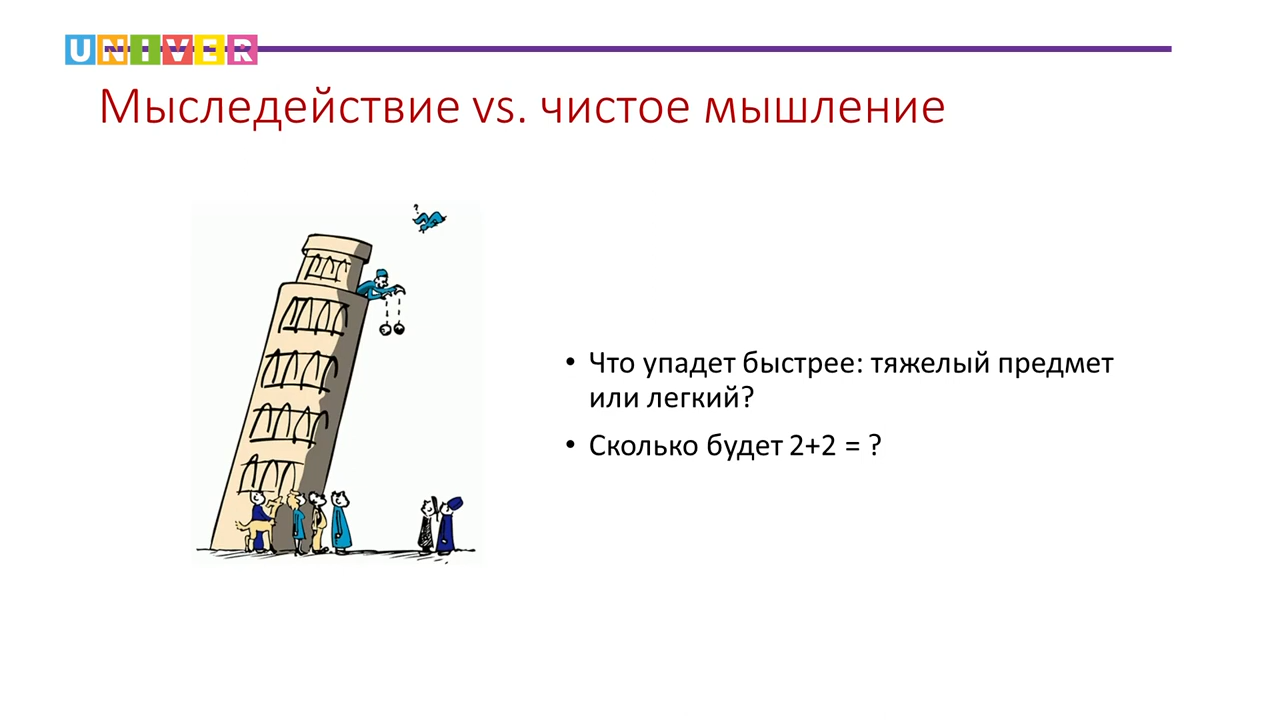 UNIVER
Мыследействие vs. чистое мышление
?
• Что упадет быстрее: тяжелый предмет
или легкий?
• Сколько будет 2+2 = ?